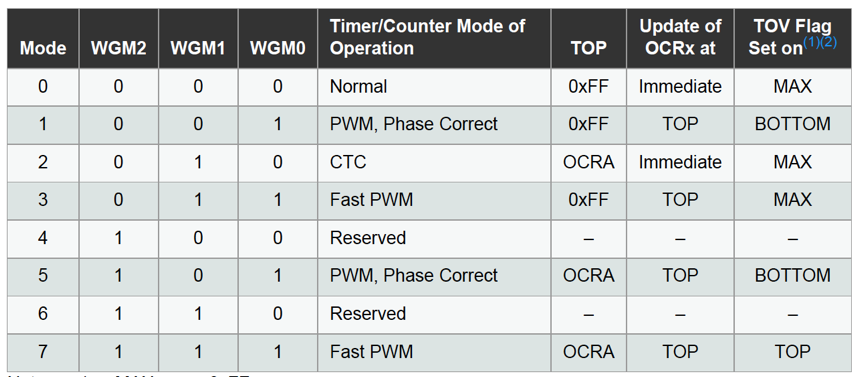 Mode WGM2 WGM1 WGM0 Timer/Counter Mode of Operation TOP Update of OCRx at TOV Flag Set on(1)(2)
0 0 0 0 Normal 0xFF Immediate MAX
1 0 0 1 PWM, Phase Correct 0xFF TOP BOTTOM
2 0 1 0 CTC OCRA Immediate MAX
3 0 1 1 Fast PWM 0xFF TOP MAX
4 1 0 0 Reserved – – –
5 1 0 1 PWM, Phase Correct OCRA TOP BOTTOM
6 1 1 0 Reserved – – –
7 1 1 1 Fast PWM OCRA TOP TOP